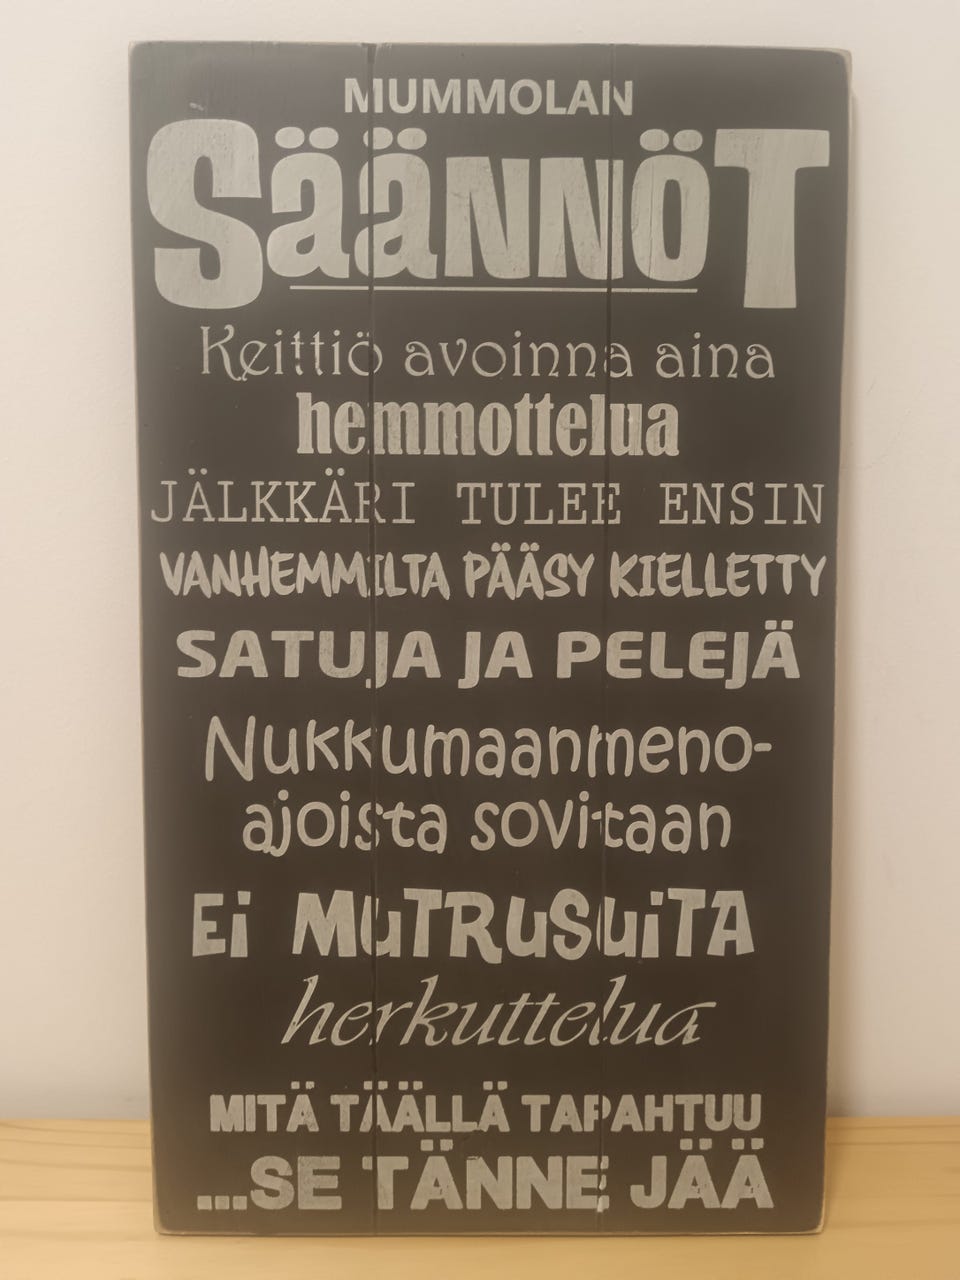 MUMMOLAN
SÄÄNNÖT
Keittiö avoinna aina
hemmottelua
JÄLKKÄRI TULEE ENSIN
VANHEMMILTA PÄÄSY KIELLETTY
SATUJA JA PELEJÄ
Nukkumaanmeno-
ajoista sovitaan
Ei MUTRUSUITA
herkuttelua
MITÄ TÄÄLLÄ TAPAHTUU
...SE TÄNNE JÄÄ